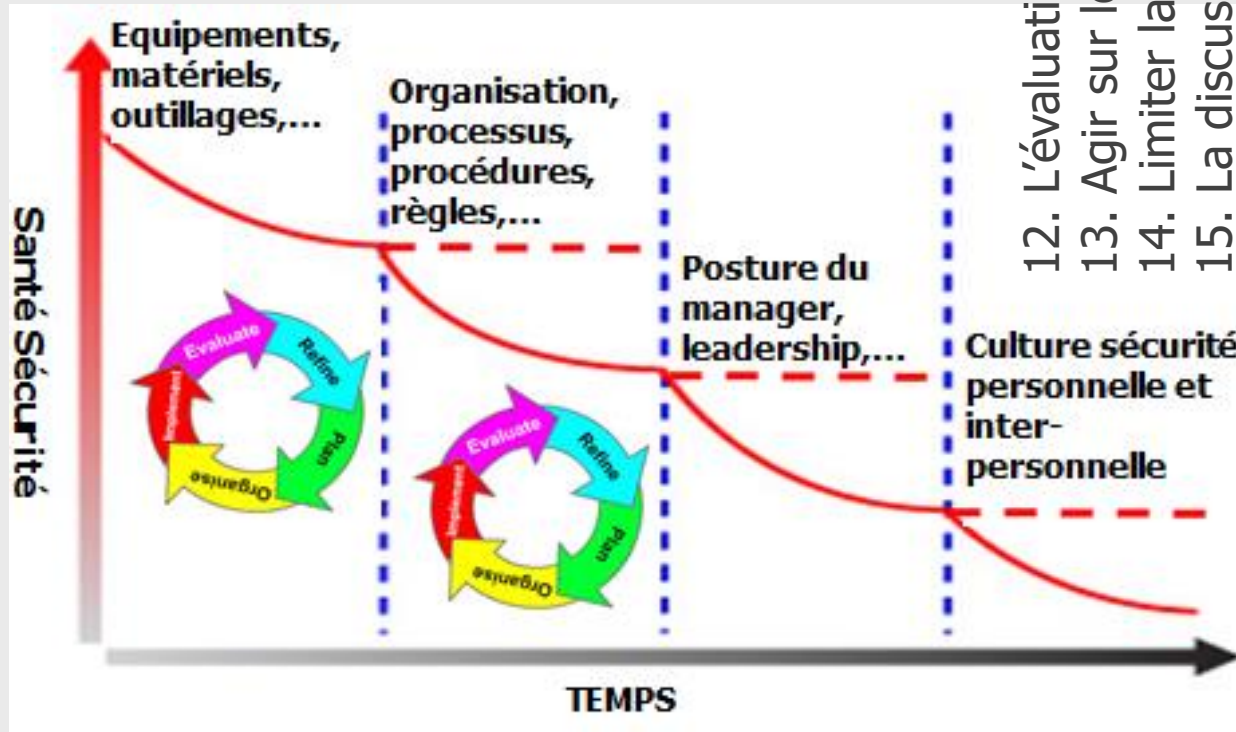 Equipements,
matériels,
outillages,...
Organisation,
processus,
procédures,
règles,...
Posture du
manager,
leadership,...
Culture sécurité
personnelle et
inter-
personnelle
Santé Sécurité
Evaluate
Refine
Plan
Organise
Implement
Evaluate
Refine
Plan
Organise
Implement
TEMPS
12. L'évaluati
13. Agir sur l
14. Limiter la
15. La discus